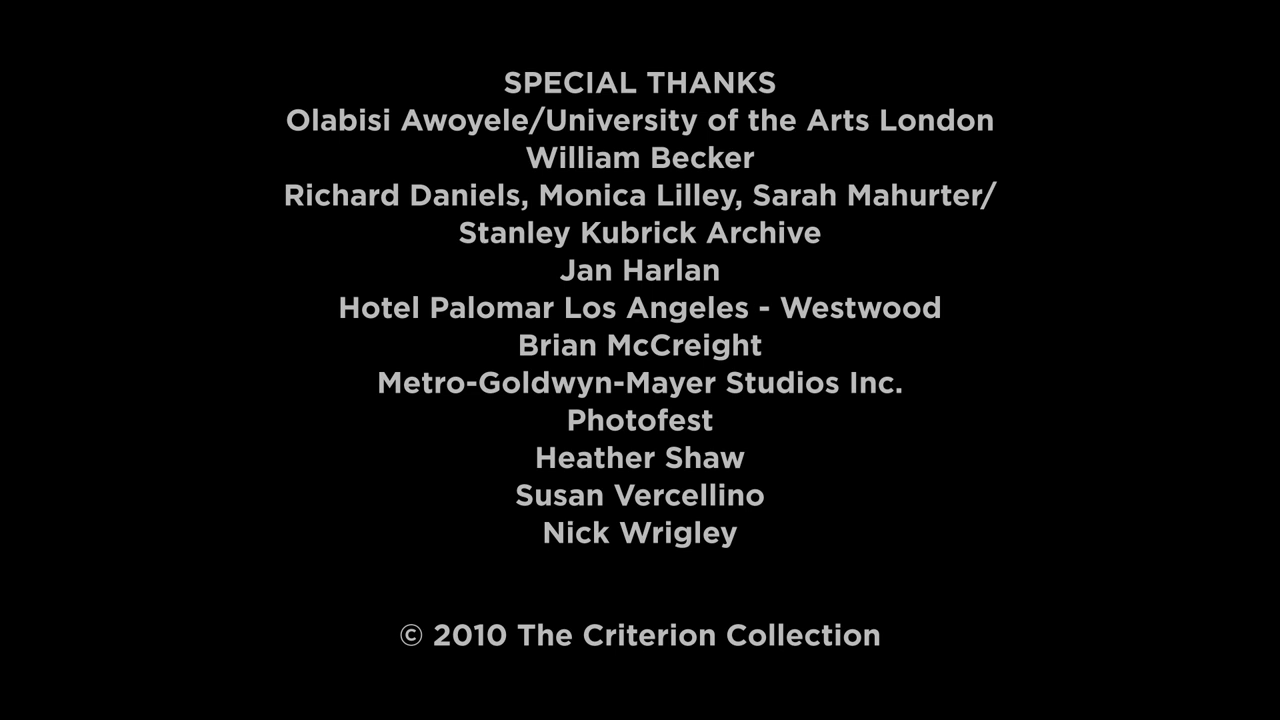 SPECIAL THANKS
Olabisi Awoyele/University of the Arts London
William Becker
Richard Daniels, Monica Lilley, Sarah Mahurter/
Stanley Kubrick Archive
Jan Harlan
Hotel Palomar Los Angeles - Westwood
Brian McCreight
Metro-Goldwyn-Mayer Studios Inc.
Photofest
Heather Shaw
Susan Vercellino
Nick Wrigley
© 2010 The Criterion Collection